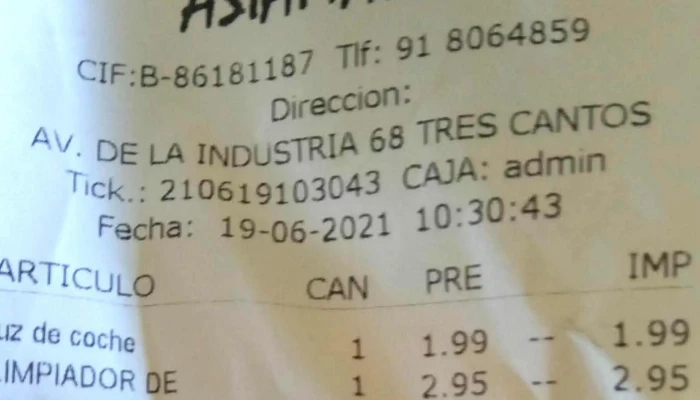 CIF:B-86181187 Tlf: 91 8064859
Direccion:
AV. DE LA INDUSTRIA 68 TRES CANTOS
Tick.: 210619103043 CAJA: admin
Fecha: 19-06-2021 10:30:43
ARTICULO CAN PRE IMP
uz de coche 1 1.99 -- 1.99
IMPIADOR DE 1 2.95 -- 2.95